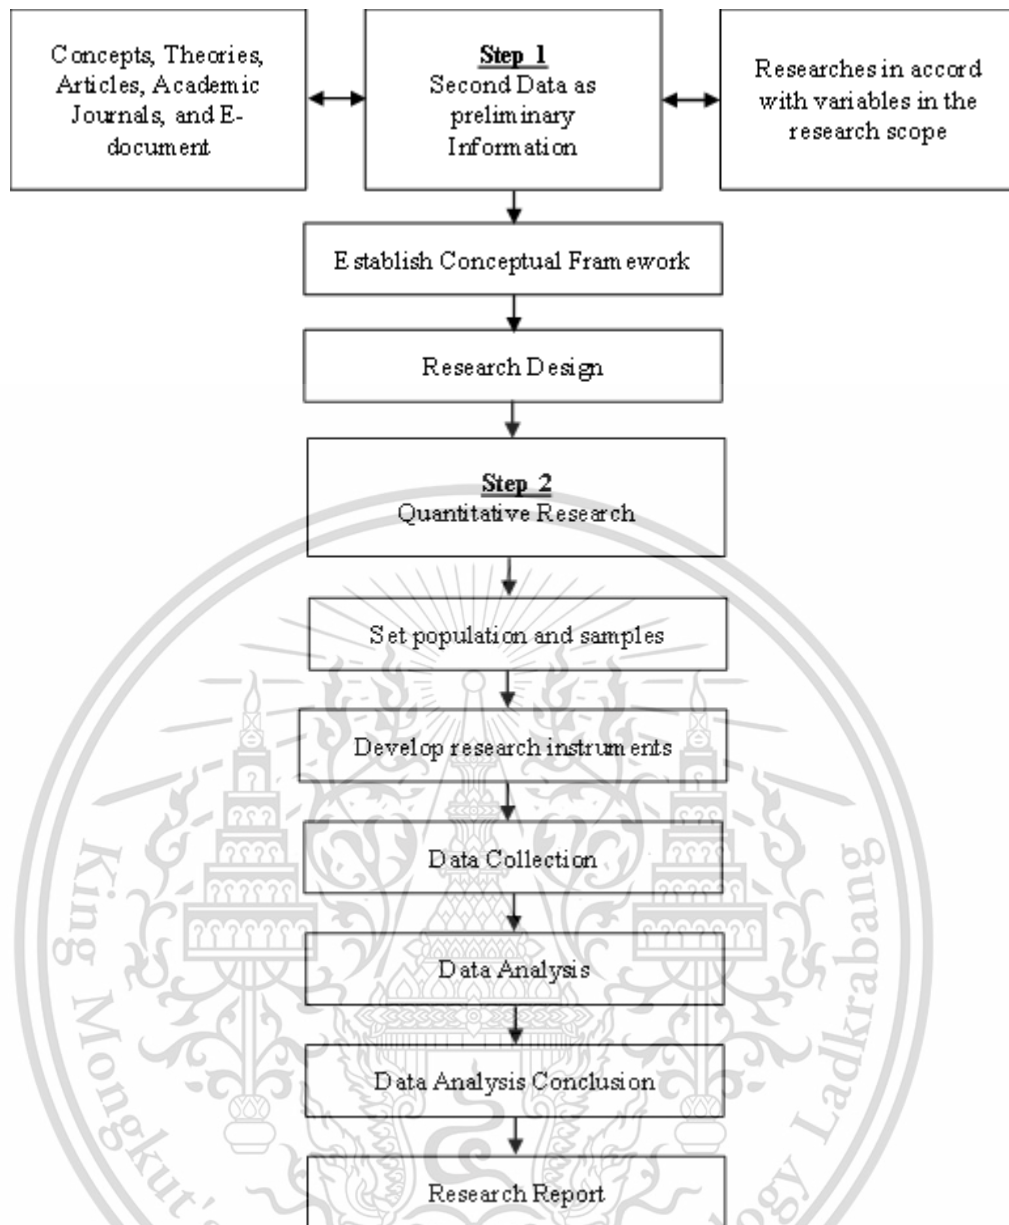 Concepts, Theories,
Articles, Academic
Journals, and E-
document
Step 1
Second Data as
preliminary
Information
Researches in accord
with variables in the
research scope
Establish Conceptual Framework
Research Design
Step 2
Quantitative Research
Set population and samples
Develop research instruments
Data Collection
Data Analysis
Data Analysis Conclusion
Research Report
King Mongkut's ology Ladkrabang